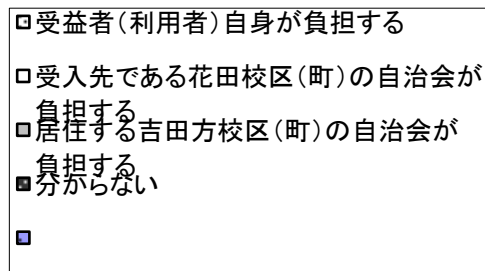 受益者(利用者)自身が負担する
受入先である花田校区(町)の自治会が
負担する
居住する吉田方校区(町)の自治会が
負担する
分からない